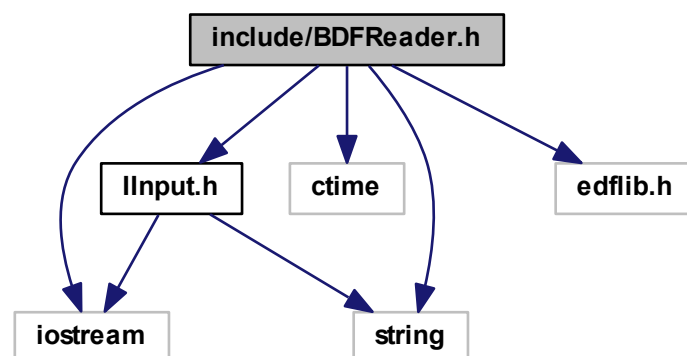 include/BDFReader.h
IInput.h
ctime
edflib.h
iostream
string